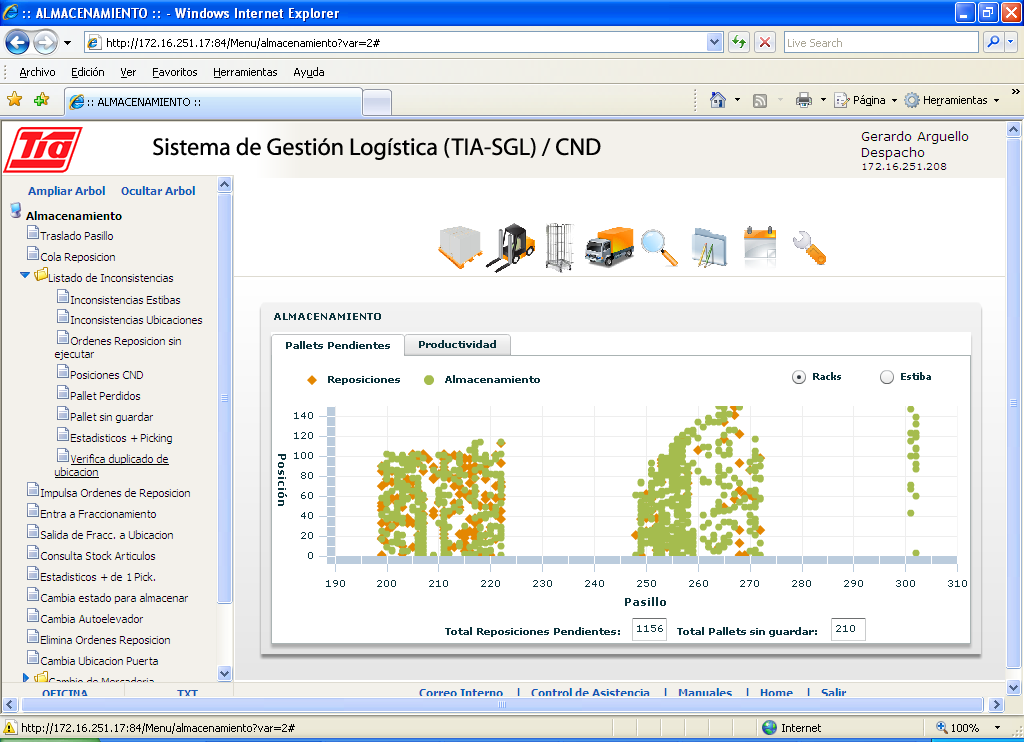 :: ALMACENAMIENTO :: - Windows Internet Explorer
http://172.16.251.17:84/Menu/almacenamiento?var=2#
Live Search
Archivo Edición Ver Favoritos Herramientas Ayuda
:: ALMACENAMIENTO ::
Página Herramientas
Tia
Sistema de Gestión Logística (TIA-SGL) / CND
Gerardo Arguello
Despacho
172.16.251.208
Ampliar Arbol Ocultar Arbol
Almacenamiento
Traslado Pasillo
Cola Reposicion
Listado de Inconsistencias
Inconsistencias Estibas
Inconsistencias Ubicaciones
Ordenes Reposicion sin
ejecutar
Posiciones CND
Pallet Perdidos
Pallet sin guardar
Estadisticos + Picking
Verifica duplicado de
ubicacion
Impulsa Ordenes de Reposicion
Entra a Fraccionamiento
Salida de Fracc. a Ubicacion
Consulta Stock Articulos
Estadisticos + de 1 Pick.
Cambia estado para almacenar
Cambia Autoelevador
Elimina Ordenes Reposicion
Cambia Ubicacion Puerta
Cambio de Mercaderia
OFICINA TXT
ALMACENAMIENTO
Pallets Pendientes Productividad
Reposiciones Almacenamiento Racks Estiba
Posición
140
120
100
80
60
40
20
0
190 200 210 220 230 240 250 260 270 280 290 300 310
Pasillo
Total Reposiciones Pendientes: 1156 Total Pallets sin guardar: 210
Correo Interno | Control de Asistencia | Manuales | Home | Salir
http://172.16.251.17:84/Menu/almacenamiento?var=2#
Internet
100%